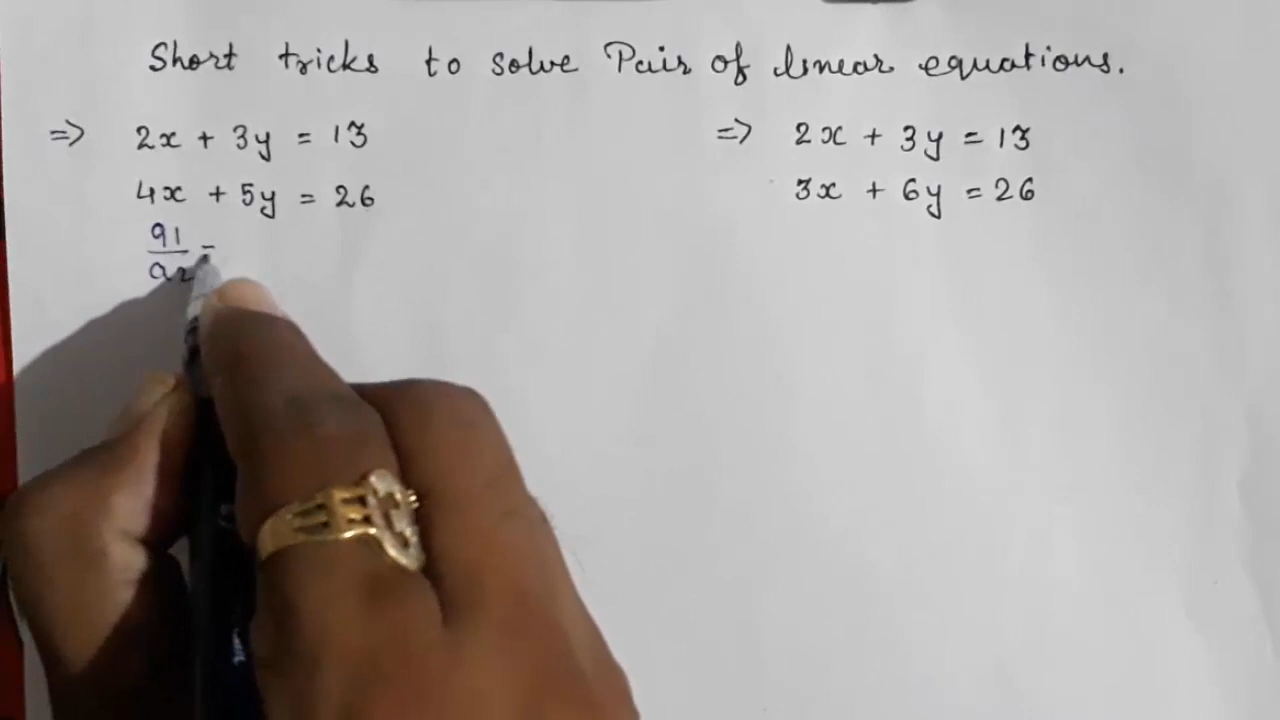 Short tricks to solve Pair of linear equations.
=> 2x + 3y = 13
4x + 5y = 26
a1/a2 =
=> 2x + 3y = 13
3x + 6y = 26